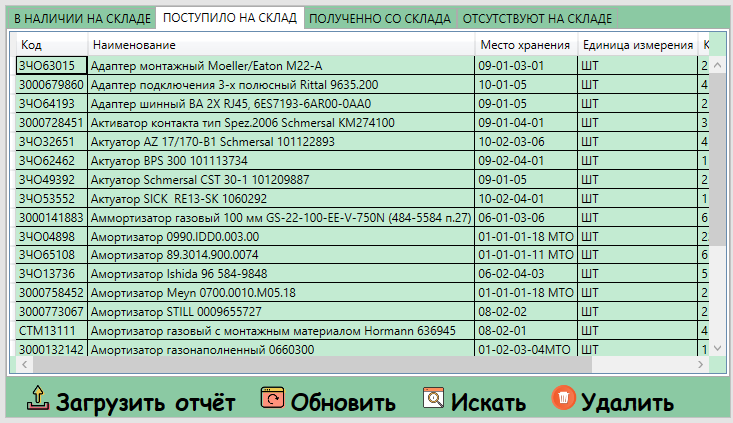 В НАЛИЧИИ НА СКЛАДЕ ПОСТУПИЛО НА СКЛАД ПОЛУЧЕННО СО СКЛАДА ОТСУТСТВУЮТ НА СКЛАДЕ
Код Наименование Место хранения Единица измерения К
ЗЧО63015 Адаптер монтажный Moeller/Eaton M22-A 09-01-03-01 ШТ 2
3000679860 Адаптер подключения 3-х полюсный Rittal 9635.200 10-01-05 ШТ 4
ЗЧО64193 Адаптер шинный BA 2X RJ45, 6ES7193-6AR00-0AA0 09-01-05 ШТ 2
3000728451 Активатор контакта тип Spez.2006 Schmersal KM274100 09-01-04-01 ШТ 3
ЗЧО32651 Актуатор AZ 17/170-B1 Schmersal 101122893 10-02-03-06 ШТ 4
ЗЧО62462 Актуатор BPS 300 101113734 09-02-04-01 ШТ 1
ЗЧО49392 Актуатор Schmersal CST 30-1 101209887 09-01-05 ШТ 2
ЗЧО53552 Актуатор SICK RE13-SK 1060292 10-02-04-01 ШТ 1
3000141883 Аммортизатор газовый 100 мм GS-22-100-EE-V-750N (484-5584 п.27) 06-01-03-06 ШТ 6
ЗЧО04898 Амортизатор 0990.IDD0.003.00 01-01-01-18 МТО ШТ 2
ЗЧО65108 Амортизатор 89.3014.900.0074 01-01-01-11 МТО ШТ 6
ЗЧО13736 Амортизатор Ishida 96 584-9848 06-02-04-03 ШТ 5
3000758452 Амортизатор Meyn 0700.0010.M05.18 01-01-01-18 МТО ШТ 2
3000773067 Амортизатор STILL 0009655727 08-02-02 ШТ 2
СТМ13111 Амортизатор газовый с монтажным материалом Hormann 636945 08-02-01 ШТ 4
3000132142 Амортизатор газонаполненный 0660300 01-02-03-04МТО ШТ 1
Загрузить отчёт Обновить Искать Удалить